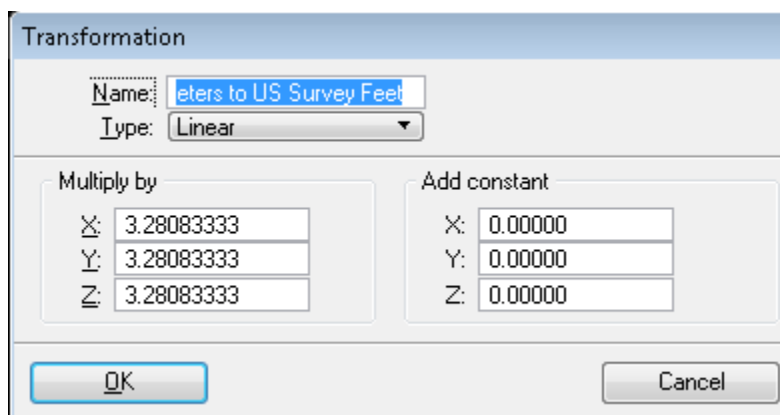 Transformation
Name: eters to US Survey Feet
Type: Linear
Multiply by
X: 3.28083333
Y: 3.28083333
Z: 3.28083333
Add constant
X: 0.00000
Y: 0.00000
Z: 0.00000
OK Cancel